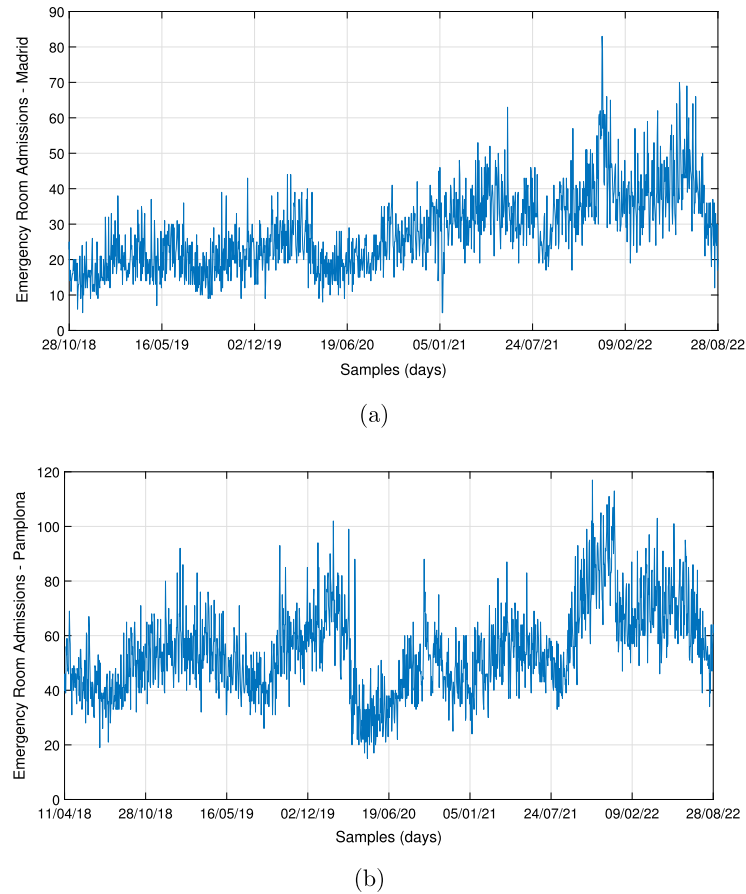 90
80
70
60
50
40
30
20
10
0
Emergency Room Admissions - Madrid
28/10/18 16/05/19 02/12/19 19/06/20 05/01/21 24/07/21 09/02/22 28/08/22
Samples (days)
(a)
120
100
80
60
40
20
0
Emergency Room Admissions - Pamplona
11/04/18 28/10/18 16/05/19 02/12/19 19/06/20 05/01/21 24/07/21 09/02/22 28/08/22
Samples (days)
(b)